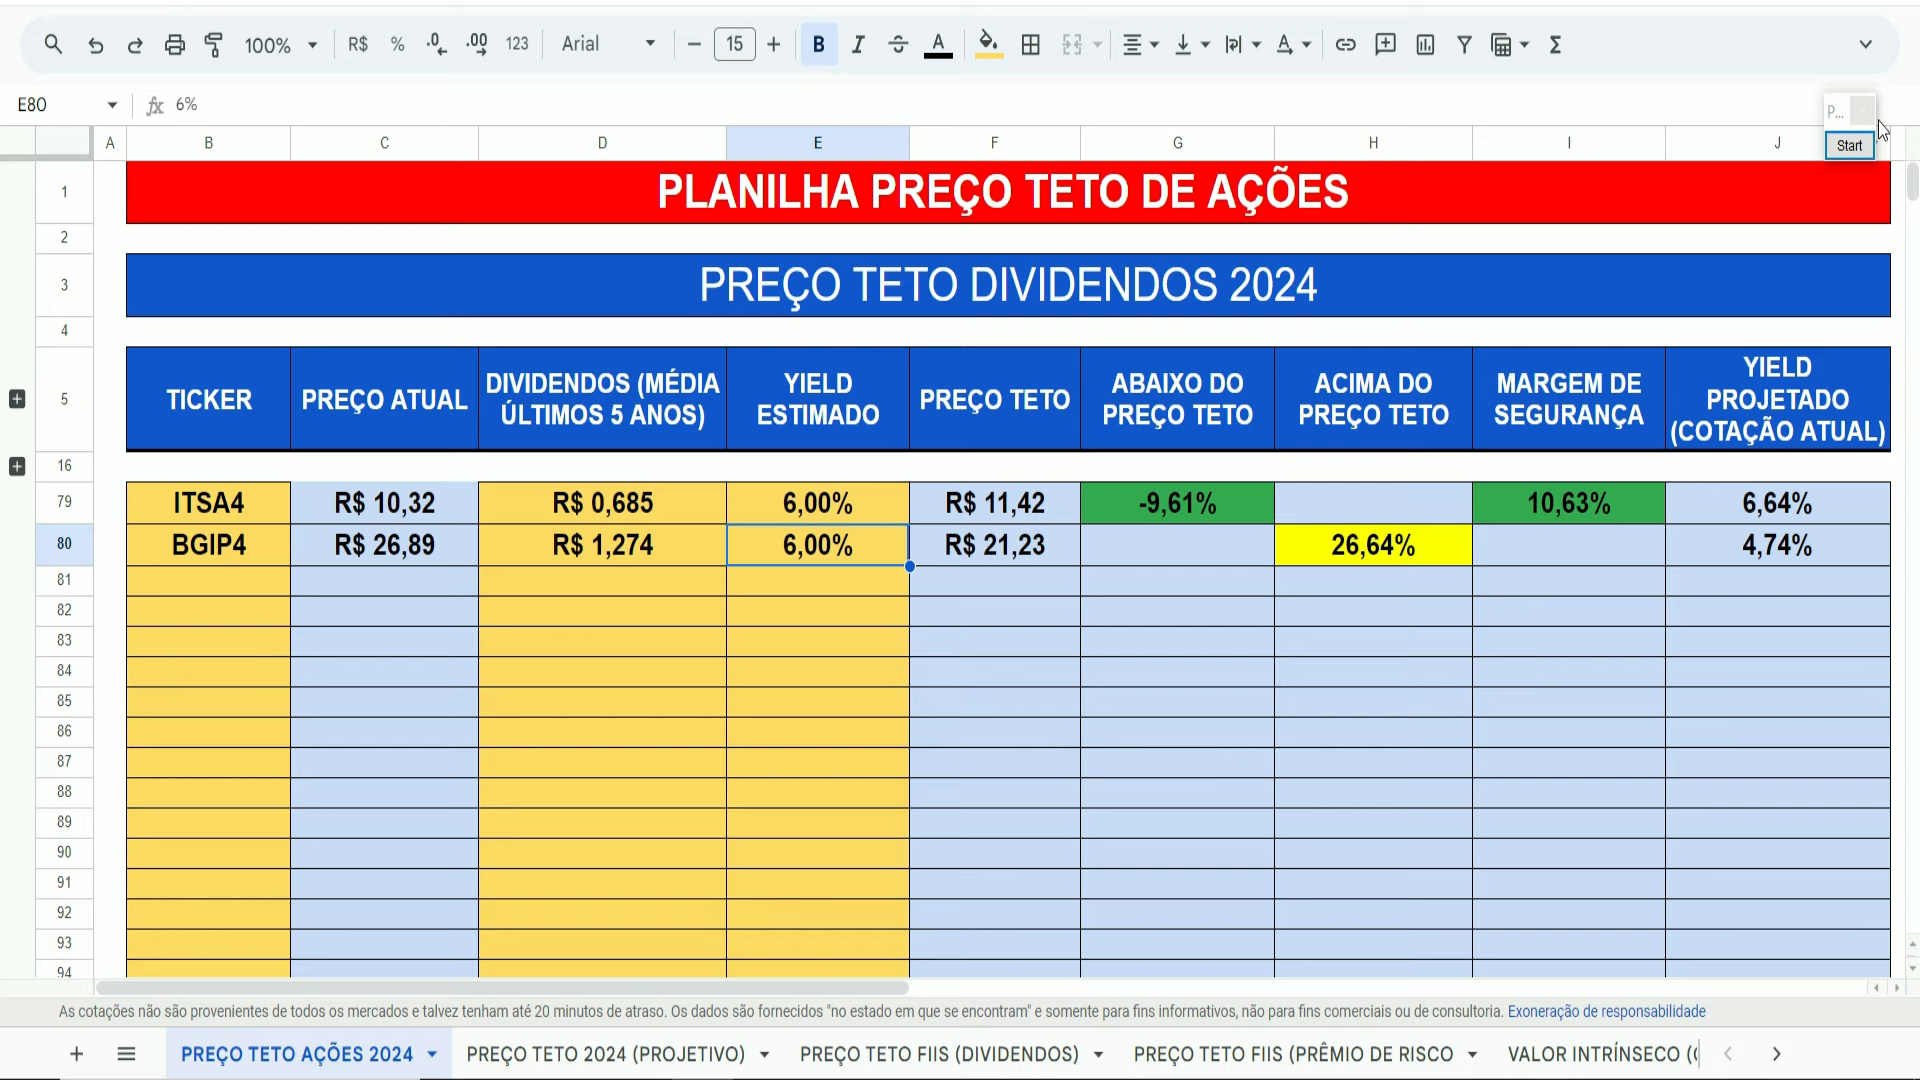 100% R$ % .0 .00 123 Arial 15 B I A
E80 fx 6%
P...
Start
A B C D E F G H I J
1 PLANILHA PREÇO TETO DE AÇÕES
2
3 PREÇO TETO DIVIDENDOS 2024
4
5
TICKER
PREÇO ATUAL
DIVIDENDOS (MÉDIA
ÚLTIMOS 5 ANOS)
YIELD
ESTIMADO
PREÇO TETO
ABAIXO DO
PREÇO TETO
ACIMA DO
PREÇO TETO
MARGEM DE
SEGURANÇA
YIELD
PROJETADO
(COTAÇÃO ATUAL)
16
79 ITSA4 R$ 10,32 R$ 0,685 6,00% R$ 11,42 -9,61% 10,63% 6,64%
80 BGIP4 R$ 26,89 R$ 1,274 6,00% R$ 21,23 26,64% 4,74%
81
82
83
84
85
86
87
88
89
90
91
92
93
94
As cotações não são provenientes de todos os mercados e talvez tenham até 20 minutos de atraso. Os dados são fornecidos "no estado em que se encontram" e somente para fins informativos, não para fins comerciais ou de consultoria. Exoneração de responsabilidade
PREÇO TETO AÇÕES 2024 PREÇO TETO 2024 (PROJETIVO) PREÇO TETO FIIS (DIVIDENDOS) PREÇO TETO FIIS (PRÊMIO DE RISCO VALOR INTRÍNSECO (